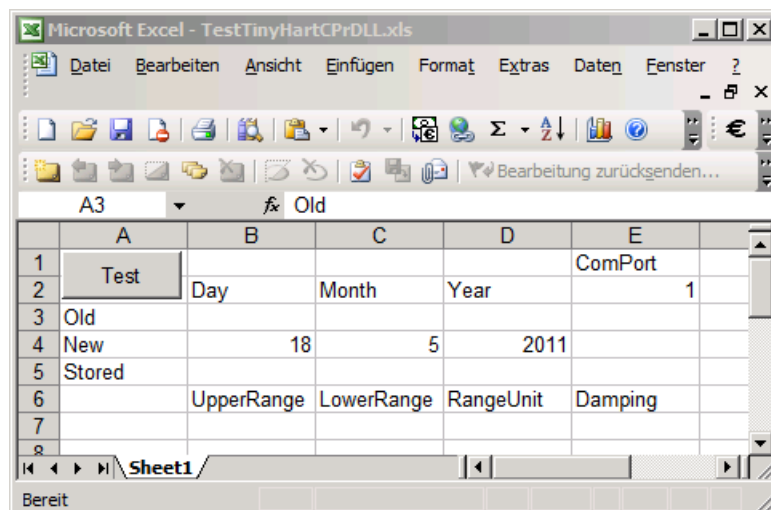 Microsoft Excel - TestTinyHartCPrDLL.xls
Datei Bearbeiten Ansicht Einfügen Format Extras Daten Fenster ?
Bearbeitung zurücksenden...
A3 fx Old
A B C D E
1 Test ComPort
2 Day Month Year 1
3 Old
4 New 18 5 2011
5 Stored
6 UpperRange LowerRange RangeUnit Damping
7
8
Sheet1
Bereit